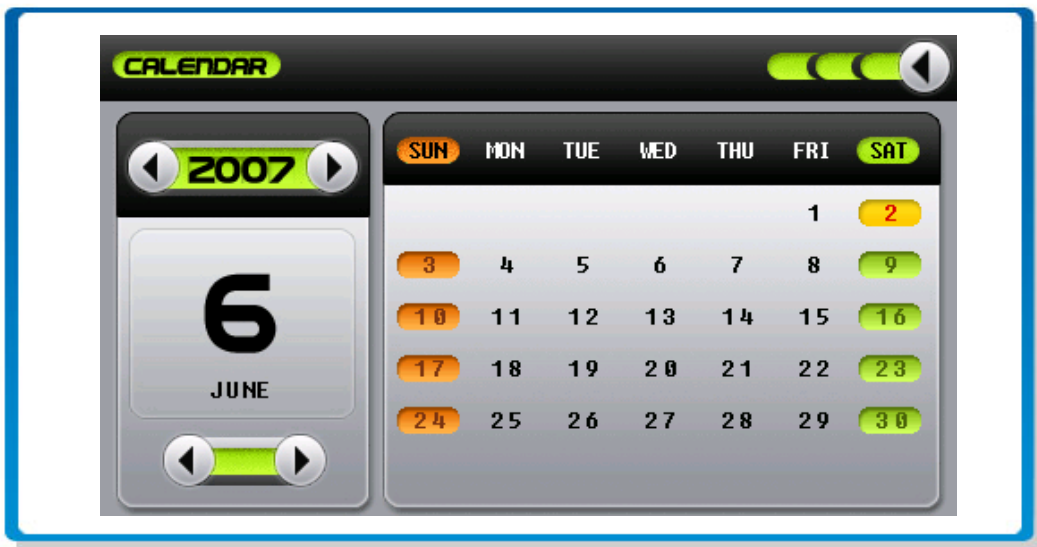 CALENDAR
2007
6
JUNE
SUN MON TUE WED THU FRI SAT
1 2
3 4 5 6 7 8 9
10 11 12 13 14 15 16
17 18 19 20 21 22 23
24 25 26 27 28 29 30